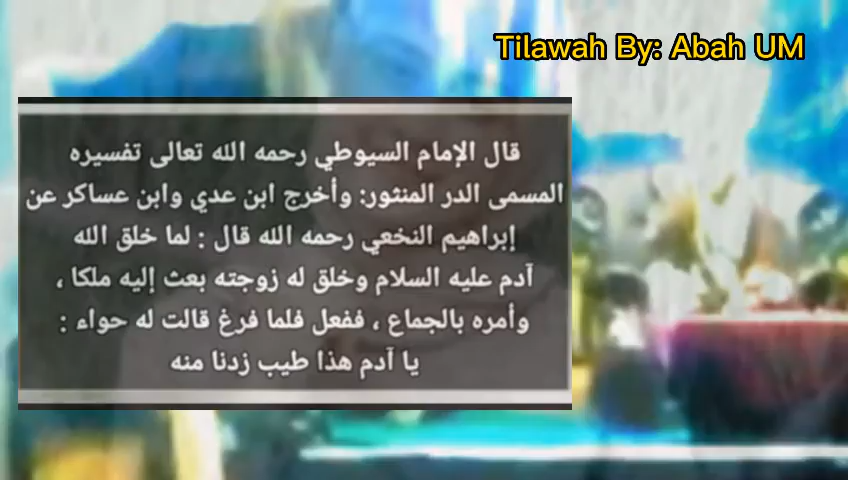 Tilawah By: Abah UM
قال الإمام السيوطي رحمه الله تعالى تفسيره
المسمى الدر المنثور: وأخرج ابن عدي وابن عساكر عن
إبراهيم النخعي رحمه الله قال : لما خلق الله
آدم عليه السلام وخلق له زوجته بعث إليه ملكا ،
وأمره بالجماع ، ففعل فلما فرغ قالت له حواء :
يا آدم هذا طيب زدنا منه